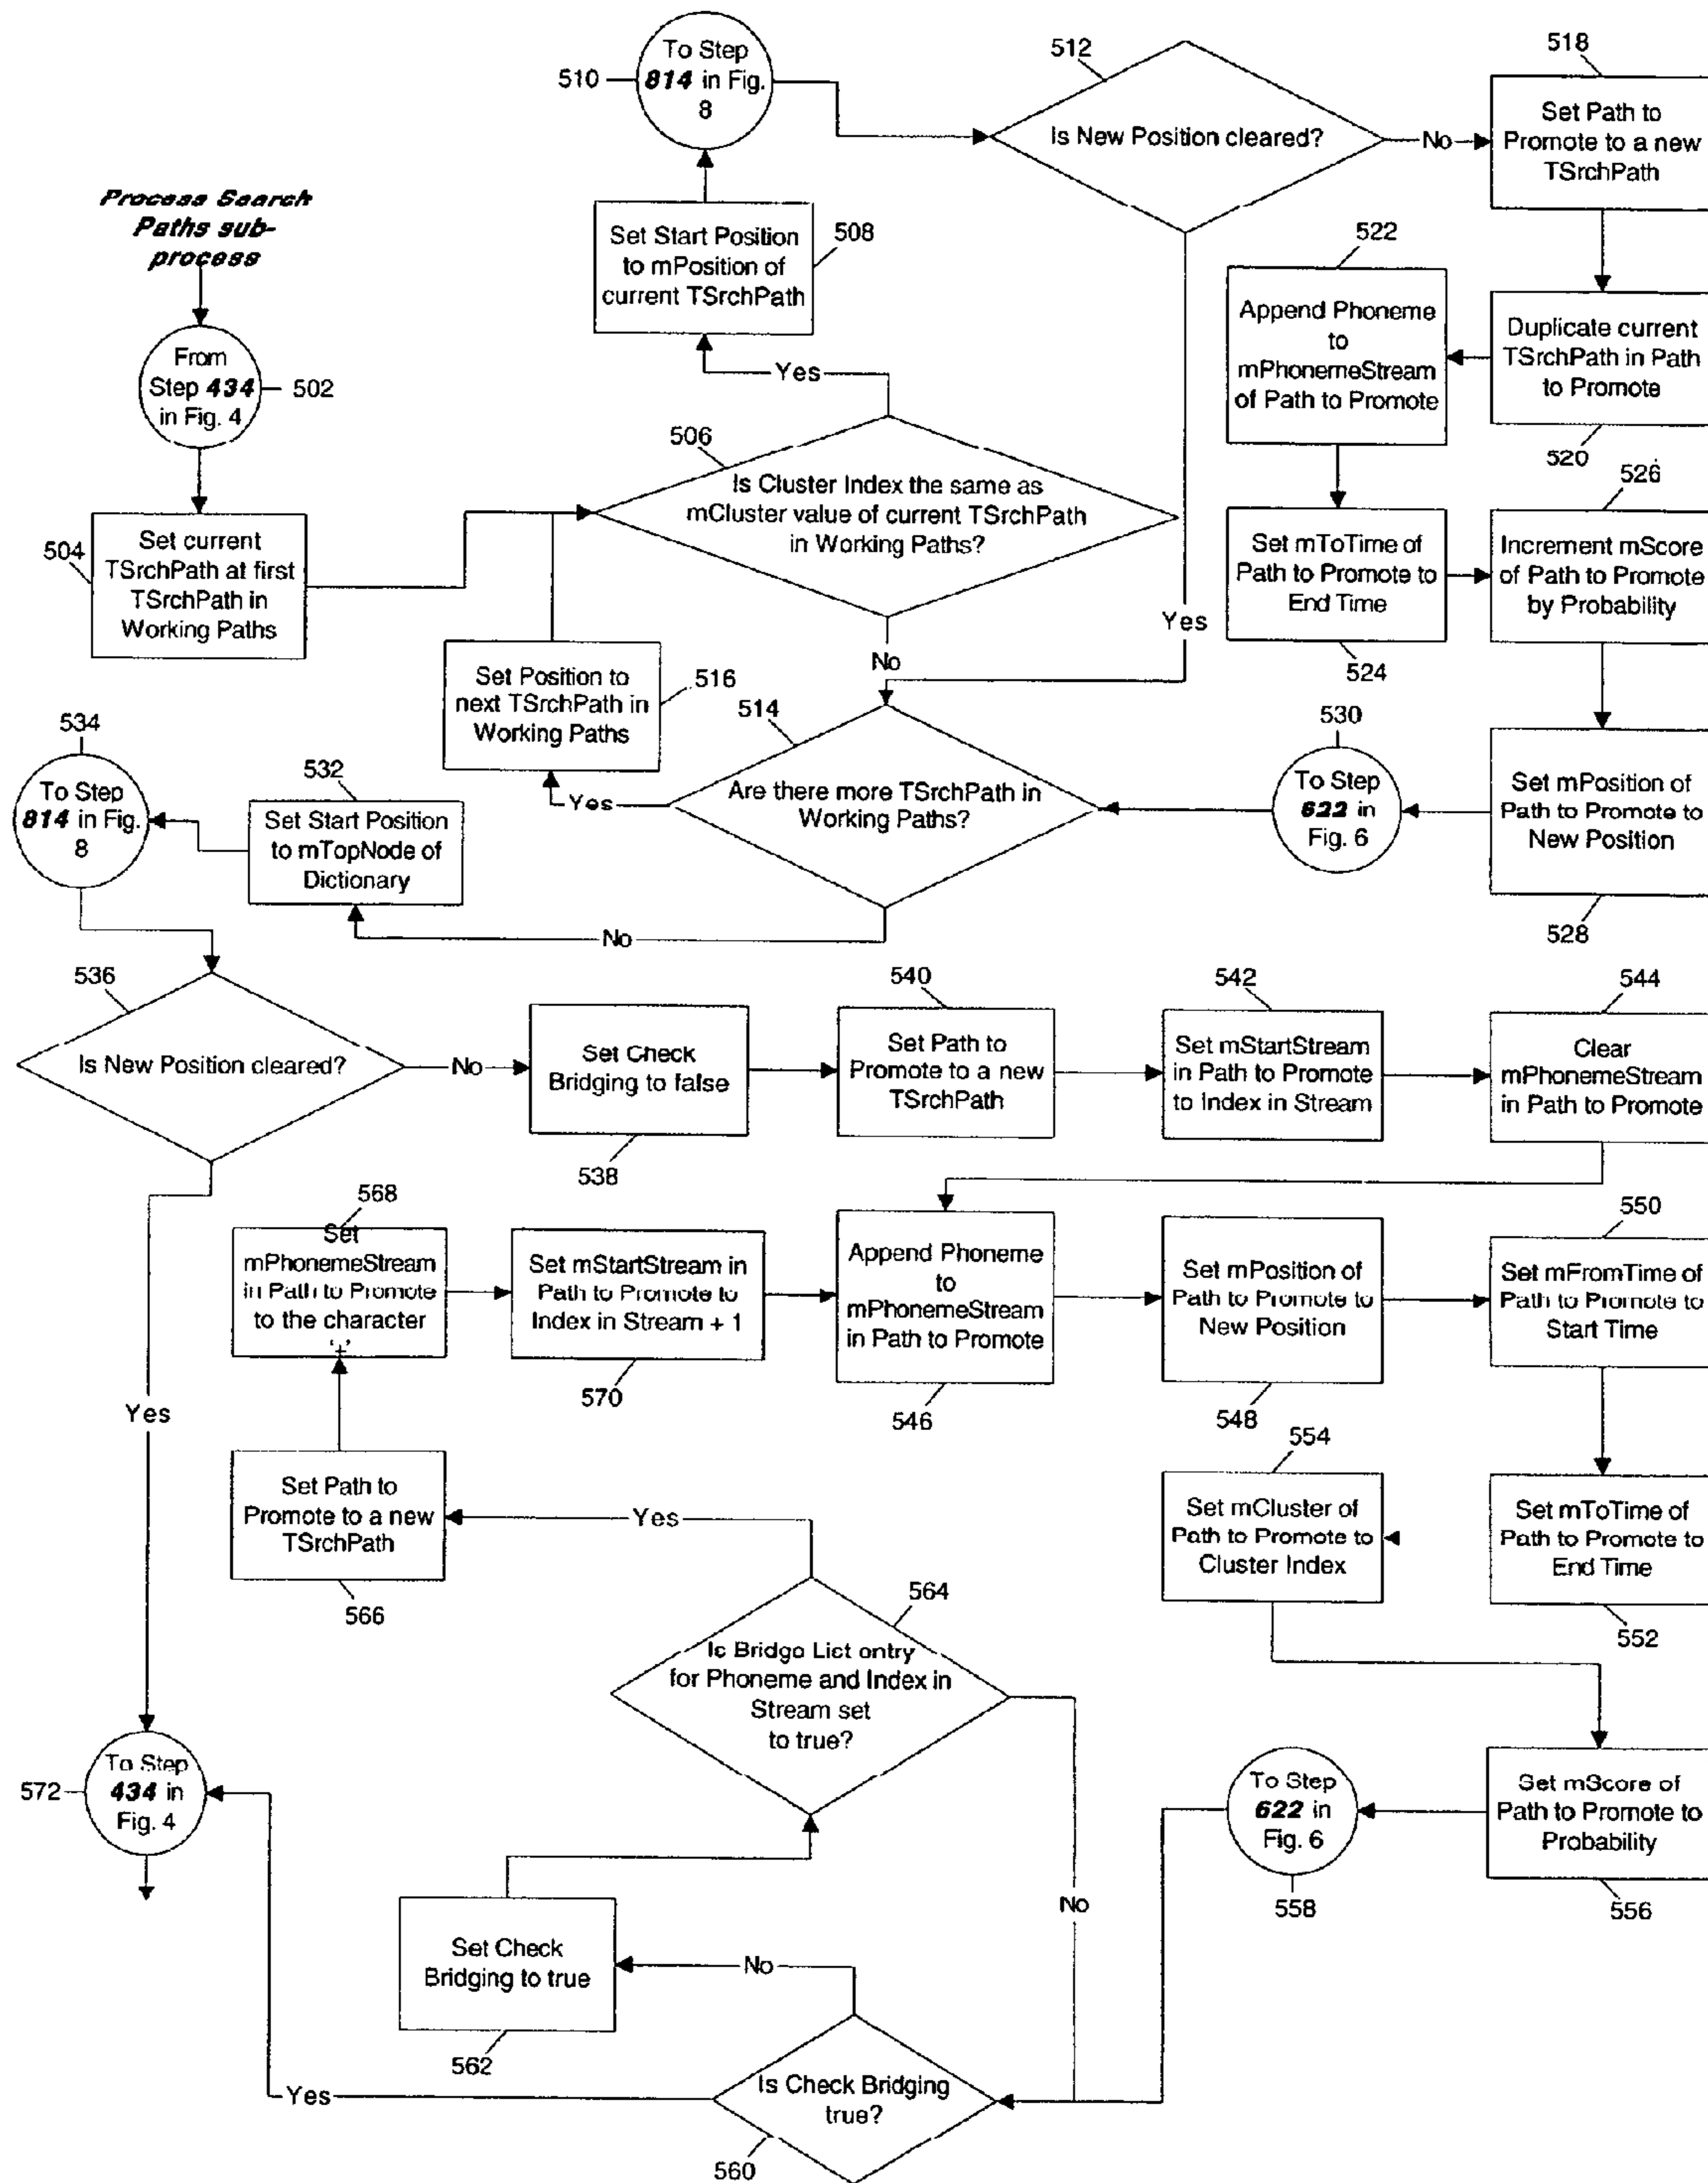 To Step
814 in Fig.
8
510
512
Is New Position cleared?
No
518
Set Path to
Promote to a new
TSrchPath
Process Search
Paths sub-
process
From
Step 434
in Fig. 4
502
Set Start Position
to mPosition of
current TSrchPath
508
522
Append Phoneme
to
mPhonemeStream
of Path to Promote
Duplicate current
TSrchPath in Path
to Promote
520
Yes
506
Is Cluster Index the same as
mCluster value of current TSrchPath
in Working Paths?
504
Set current
TSrchPath at first
TSrchPath in
Working Paths
526
Set mToTime of
Path to Promote to
End Time
524
Increment mScore
of Path to Promote
by Probability
Yes
No
Set Position to
next TSrchPath in
Working Paths
516
514
534
To Step
814 in Fig.
8
532
Set Start Position
to mTopNode of
Dictionary
Yes
Are there more TSrchPath in
Working Paths?
530
To Step
622 in
Fig. 6
Set mPosition of
Path to Promote to
New Position
528
No
536
Is New Position cleared?
No
Set Check
Bridging to false
538
540
Set Path to
Promote to a new
TSrchPath
542
Set mStartStream
in Path to Promote
to Index in Stream
544
Clear
mPhonemeStream
in Path to Promote
568
Set
mPhonemeStream
in Path to Promote
to the character
'+'
Set mStartStream in
Path to Promote to
Index in Stream + 1
570
Append Phoneme
to
mPhonemeStream
in Path to Promote
546
Set mPosition of
Path to Promote to
New Position
548
550
Set mFromTime of
Path to Promote to
Start Time
Yes
Set Path to
Promote to a new
TSrchPath
566
Yes
554
Set mCluster of
Path to Promote to
Cluster Index
Set mToTime of
Path to Promote to
End Time
552
564
Is Bridge List entry
for Phoneme and Index in
Stream set
to true?
572
To Step
434 in
Fig. 4
To Step
622 in
Fig. 6
558
Set mScore of
Path to Promote to
Probability
556
No
Set Check
Bridging to true
562
No
Yes
Is Check Bridging
true?
560